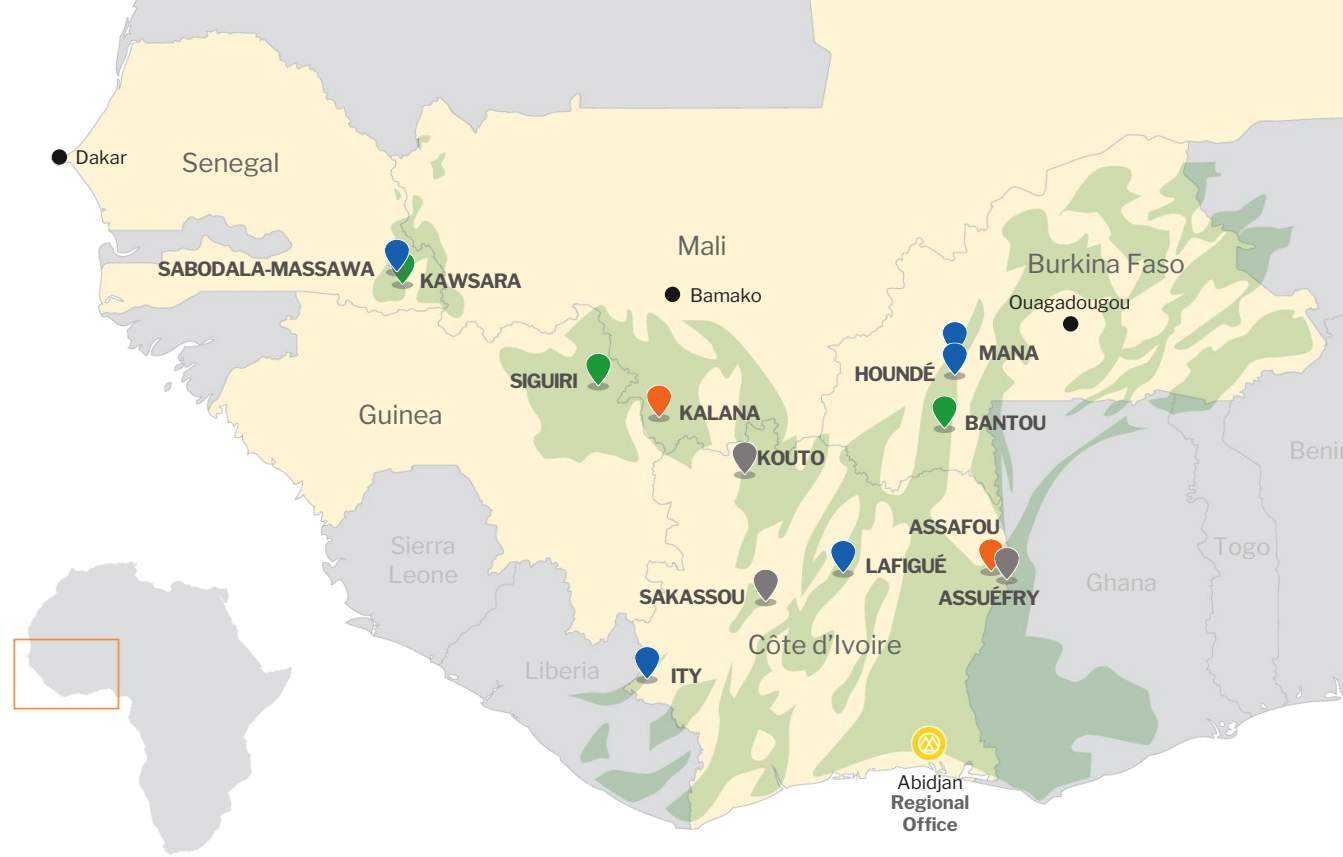 Dakar
Senegal
Mali
SABODALA-MASSAWA
KAWSARA
Burkina Faso
Bamako
Ouagadougou
MANA
HOUNDÉ
SIGUIRI
KALANA
Guinea
BANTOU
KOUTO
Benin
ASSAFOU
Sierra
Leone
LAFIGUÉ
Togo
Ghana
SAKASSOU
ASSUÉFRY
Côte d'Ivoire
Liberia
ITY
Abidjan
Regional
Office